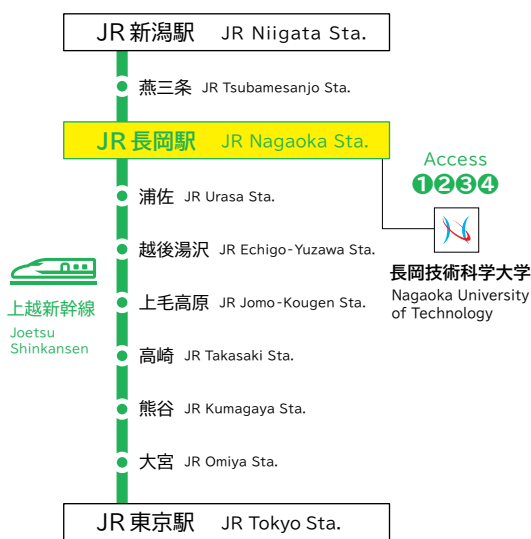 JR 新潟駅 JR Niigata Sta.
燕三条 JR Tsubamesanjo Sta.
JR 長岡駅 JR Nagaoka Sta.
Access
❶❷❸❹
長岡技術科学大学
Nagaoka University
of Technology
浦佐 JR Urasa Sta.
越後湯沢 JR Echigo-Yuzawa Sta.
上越新幹線
Joetsu
Shinkansen
上毛高原 JR Jomo-Kougen Sta.
高崎 JR Takasaki Sta.
熊谷 JR Kumagaya Sta.
大宮 JR Omiya Sta.
JR 東京駅 JR Tokyo Sta.